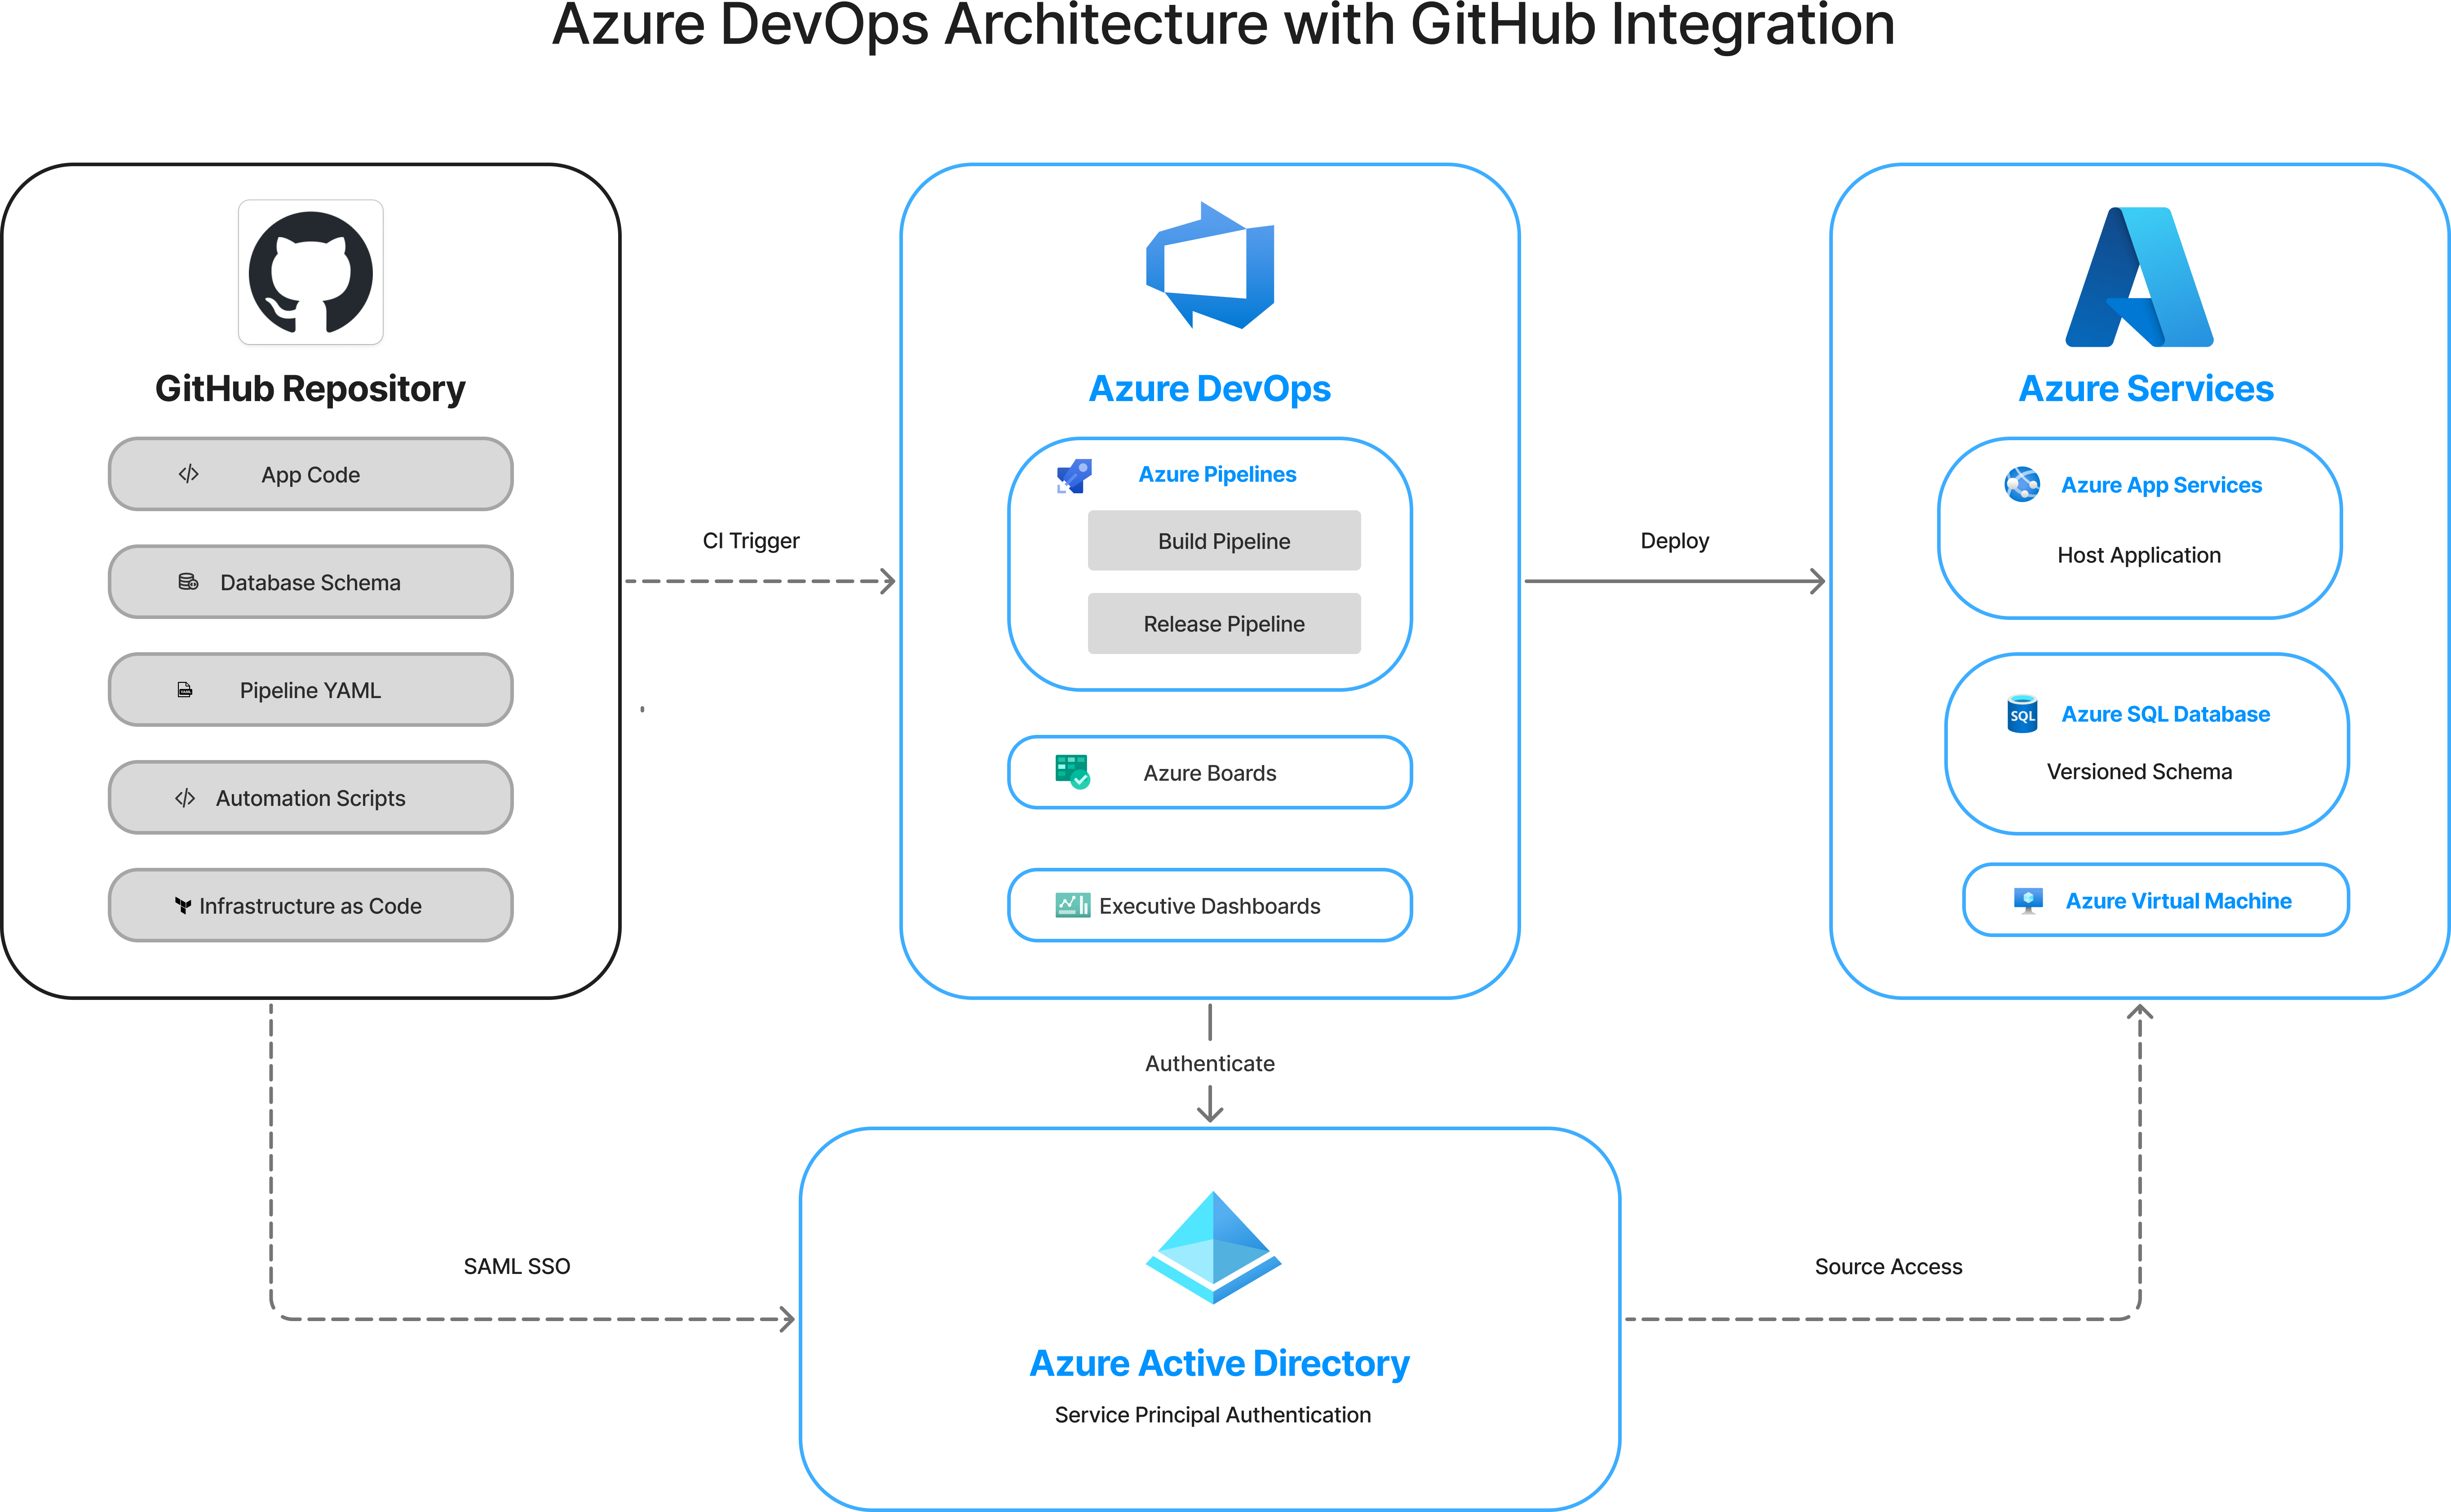 Azure DevOps Architecture with GitHub Integration
GitHub Repository
App Code
Database Schema
Pipeline YAML
Automation Scripts
Infrastructure as Code
CI Trigger
Azure DevOps
Azure Pipelines
Build Pipeline
Release Pipeline
Azure Boards
Executive Dashboards
Deploy
Azure Services
Azure App Services
Host Application
SQL
Azure SQL Database
Versioned Schema
Azure Virtual Machine
Authenticate
SAML SSO
Source Access
Azure Active Directory
Service Principal Authentication